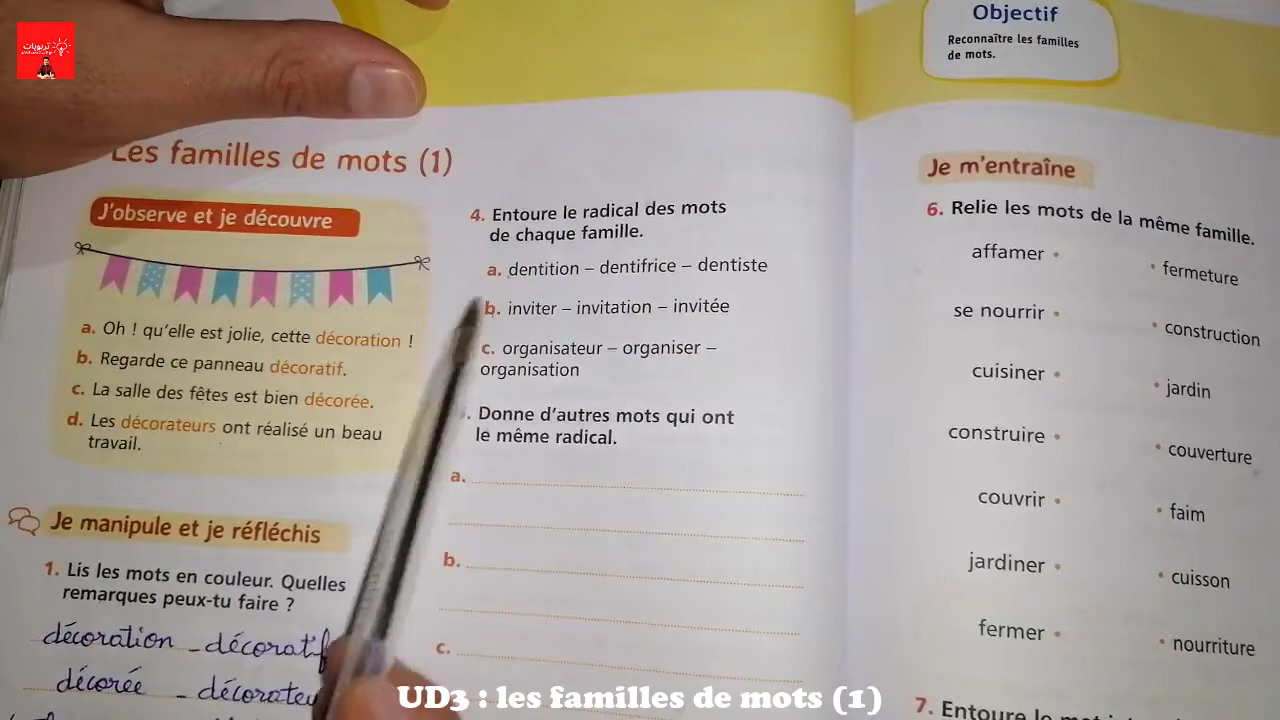 تربويات
Les familles de mots (1)
J'observe et je découvre
a. Oh ! qu'elle est jolie, cette décoration !
b. Regarde ce panneau décoratif.
c. La salle des fêtes est bien décorée.
d. Les décorateurs ont réalisé un beau
travail.
Je manipule et je réfléchis
1. Lis les mots en couleur. Quelles
remarques peux-tu faire ?
décoration - décoratif
décorée - décorateu
4. Entoure le radical des mots
de chaque famille.
a. dentition – dentifrice – dentiste
b. inviter – invitation – invitée
c. organisateur – organiser –
organisation
. Donne d'autres mots qui ont
le même radical.
a.
b.
c.
Objectif
Reconnaître les familles
de mots.
Je m'entraîne
6. Relie les mots de la même famille.
affamer • • fermeture
se nourrir • • construction
cuisiner • • jardin
construire • • couverture
couvrir • • faim
jardiner • • cuisson
fermer • • nourriture
7. Entoure le mot
UD3 : les familles de mots (1)